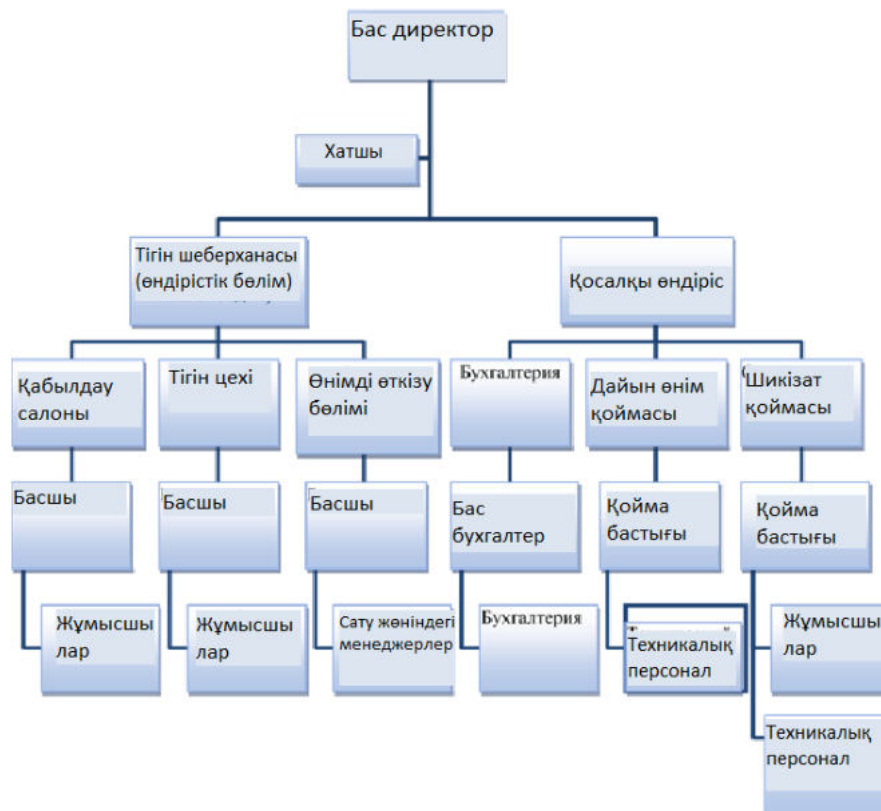 Бас директор
Хатшы
Тігін шеберханасы
(өндірістік бөлім)
Қосалқы өндіріс
Қабылдау
салоны
Тігін цехі
Өнімді өткізу
бөлімі
Бухгалтерия
Дайын өнім
қоймасы
Шикізат
қоймасы
Басшы
Басшы
Басшы
Бас
бухгалтер
Қойма
бастығы
Қойма
бастығы
Жұмысшы
лар
Жұмысшы
лар
Сату жөніндегі
менеджерлер
Бухгалтерия
Техникалық
персонал
Жұмысшы
лар
Техникалық
персонал